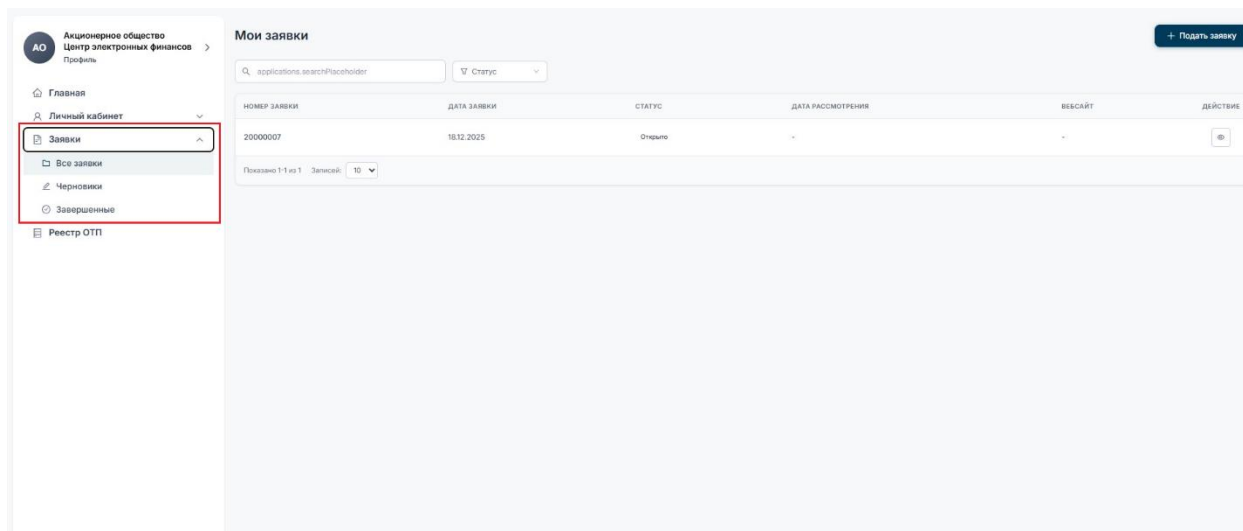 АО
Акционерное общество
Центр электронных финансов
Профиль
Главная
Личный кабинет
Заявки
Все заявки
Черновики
Завершенные
Реестр ОТП
Мои заявки
+ Подать заявку
applications.searchPlaceholder
Статус
НОМЕР ЗАЯВКИ ДАТА ЗАЯВКИ СТАТУС ДАТА РАССМОТРЕНИЯ ВЕБСАЙТ ДЕЙСТВИЕ
20000007 18.12.2025 Открыто - -
Показано 1-1 из 1 Записей: 10